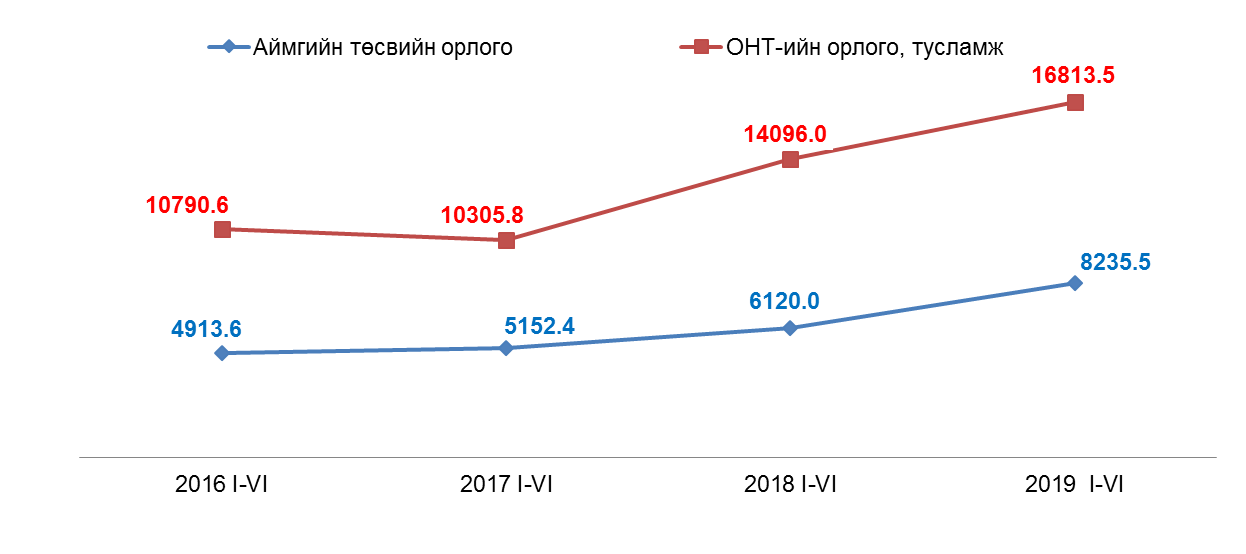 Аймгийн төсвийн орлого
ОНТ-ийн орлого, тусламж
16813.5
14096.0
10790.6
10305.8
8235.5
6120.0
4913.6
5152.4
2016 I-VI
2017 I-VI
2018 I-VI
2019 I-VI